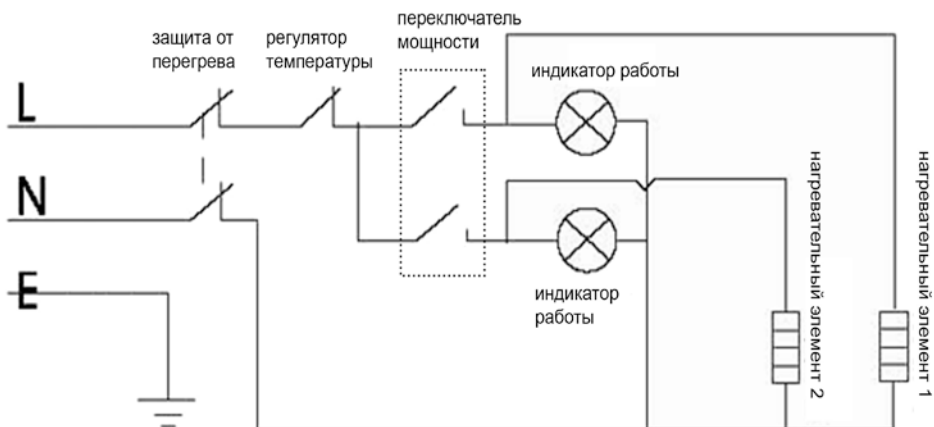 переключатель
мощности
защита от
перегрева
регулятор
температуры
индикатор работы
L
N
E
индикатор
работы
нагревательный элемент 2
нагревательный элемент 1